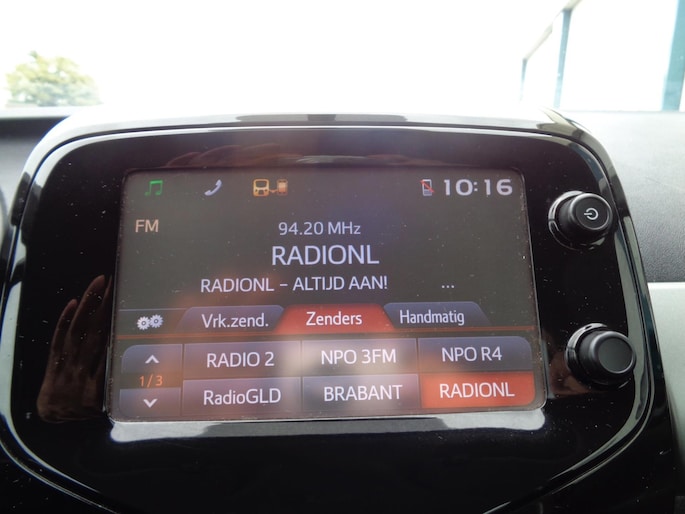 10:16
FM
94.20 MHz
RADIONL
RADIONL – ALTIJD AAN! ...
Vrk.zend. Zenders Handmatig
RADIO 2 NPO 3FM NPO R4
1/3
RadioGLD BRABANT RADIONL